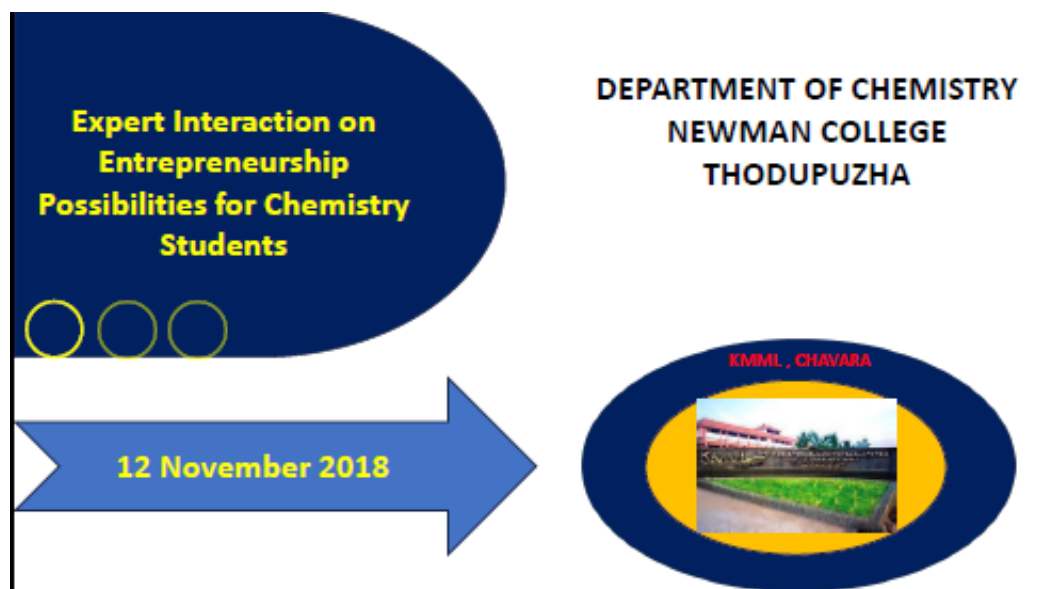 Expert Interaction on
Entrepreneurship
Possibilities for Chemistry
Students
DEPARTMENT OF CHEMISTRY
NEWMAN COLLEGE
THODUPUZHA
12 November 2018
KMML , CHAVARA